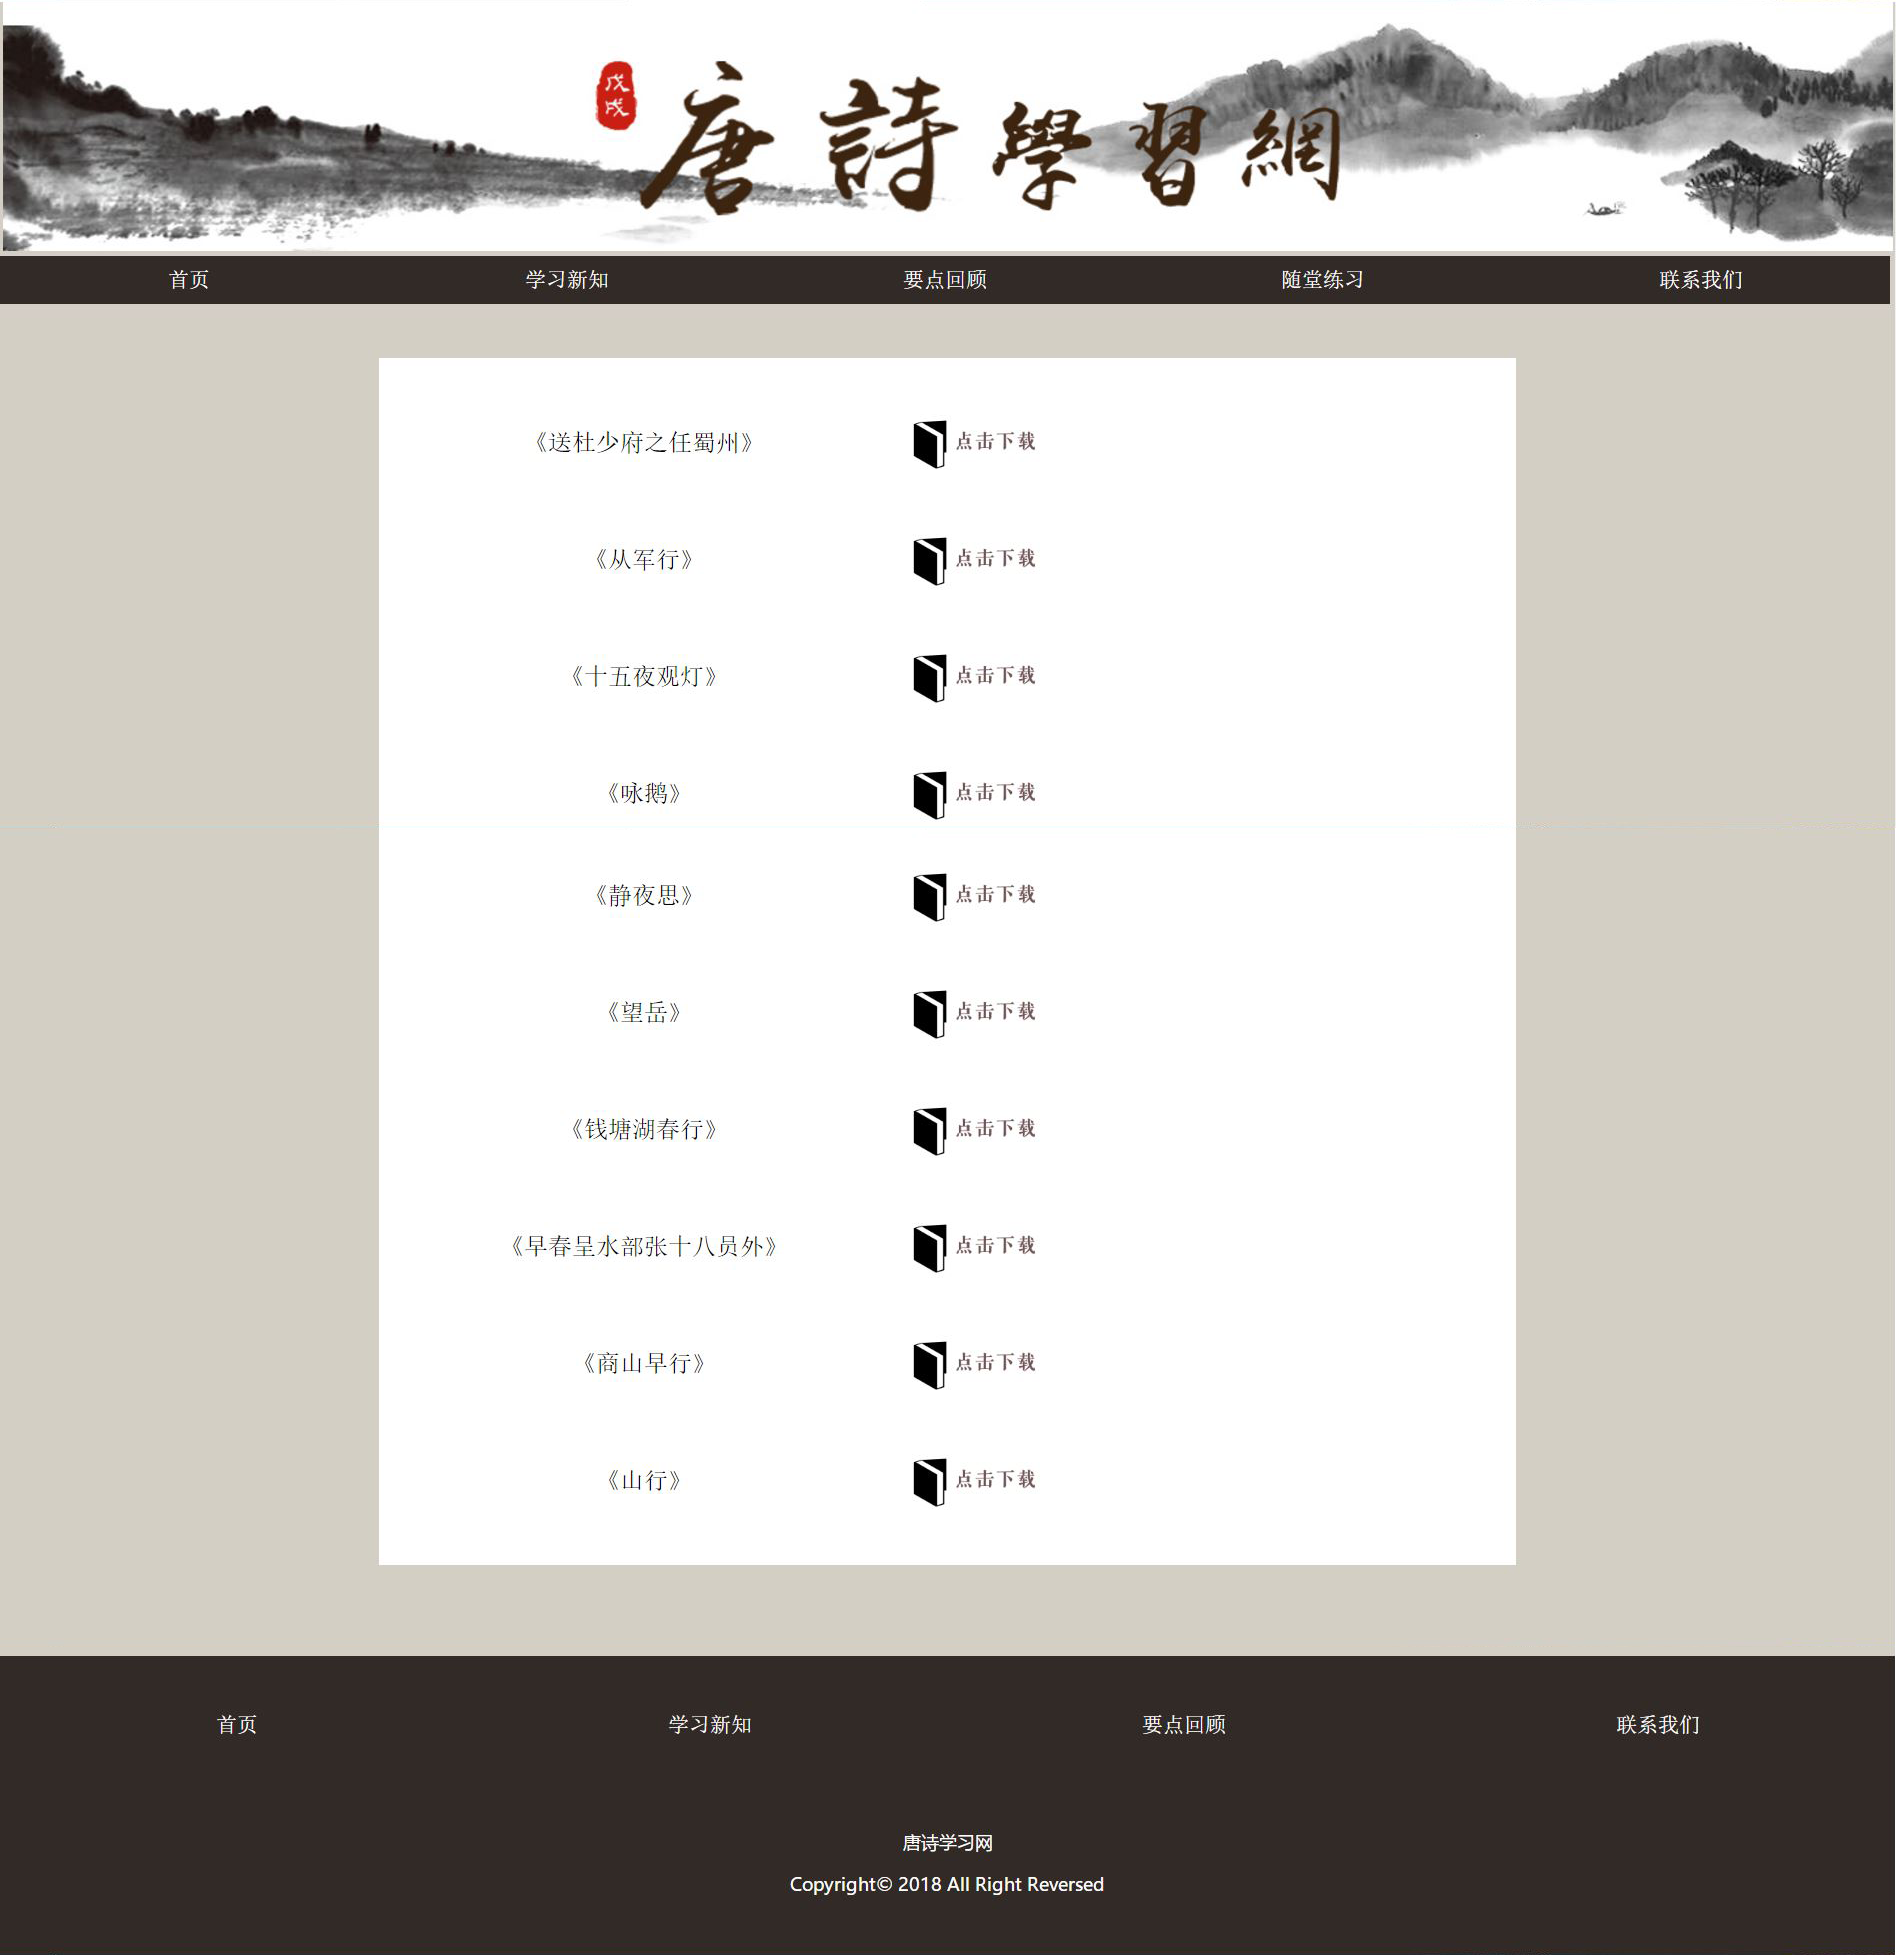 戊戌
唐詩學習網
首页 学习新知 要点回顾 随堂练习 联系我们
《送杜少府之任蜀州》 点击下载
《从军行》 点击下载
《十五夜观灯》 点击下载
《咏鹅》 点击下载
《静夜思》 点击下载
《望岳》 点击下载
《钱塘湖春行》 点击下载
《早春呈水部张十八员外》 点击下载
《商山早行》 点击下载
《山行》 点击下载
首页 学习新知 要点回顾 联系我们
唐诗学习网
Copyright© 2018 All Right Reversed